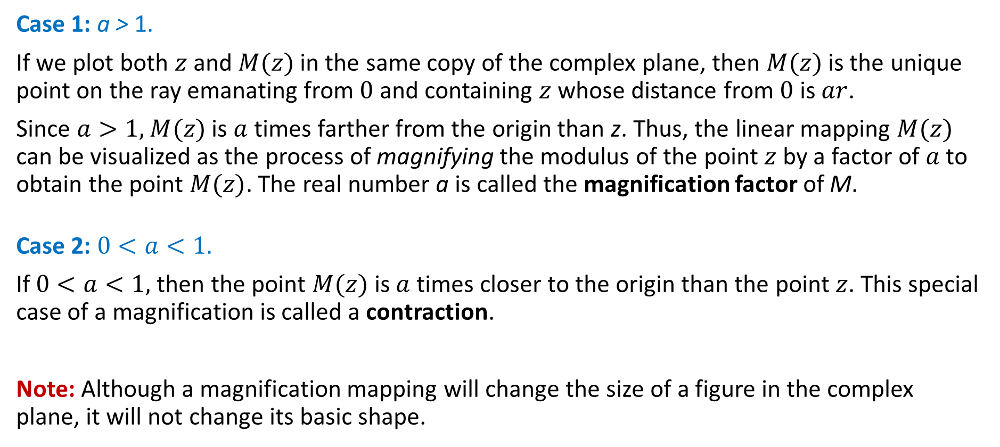 Case 1: a > 1.
If we plot both z and M(z) in the same copy of the complex plane, then M(z) is the unique
point on the ray emanating from 0 and containing z whose distance from 0 is ar.
Since a > 1, M(z) is a times farther from the origin than z. Thus, the linear mapping M(z)
can be visualized as the process of magnifying the modulus of the point z by a factor of a to
obtain the point M(z). The real number a is called the magnification factor of M.
Case 2: 0 < a < 1.
If 0 < a < 1, then the point M(z) is a times closer to the origin than the point z. This special
case of a magnification is called a contraction.
Note: Although a magnification mapping will change the size of a figure in the complex
plane, it will not change its basic shape.